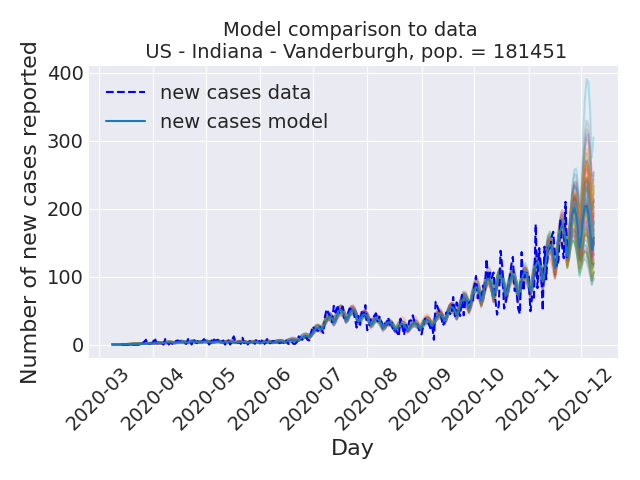 Model comparison to data
US - Indiana - Vanderburgh, pop. = 181451
Number of new cases reported
400
300
200
100
0
new cases data
new cases model
2020-03
2020-04
2020-05
2020-06
2020-07
2020-08
2020-09
2020-10
2020-11
2020-12
Day